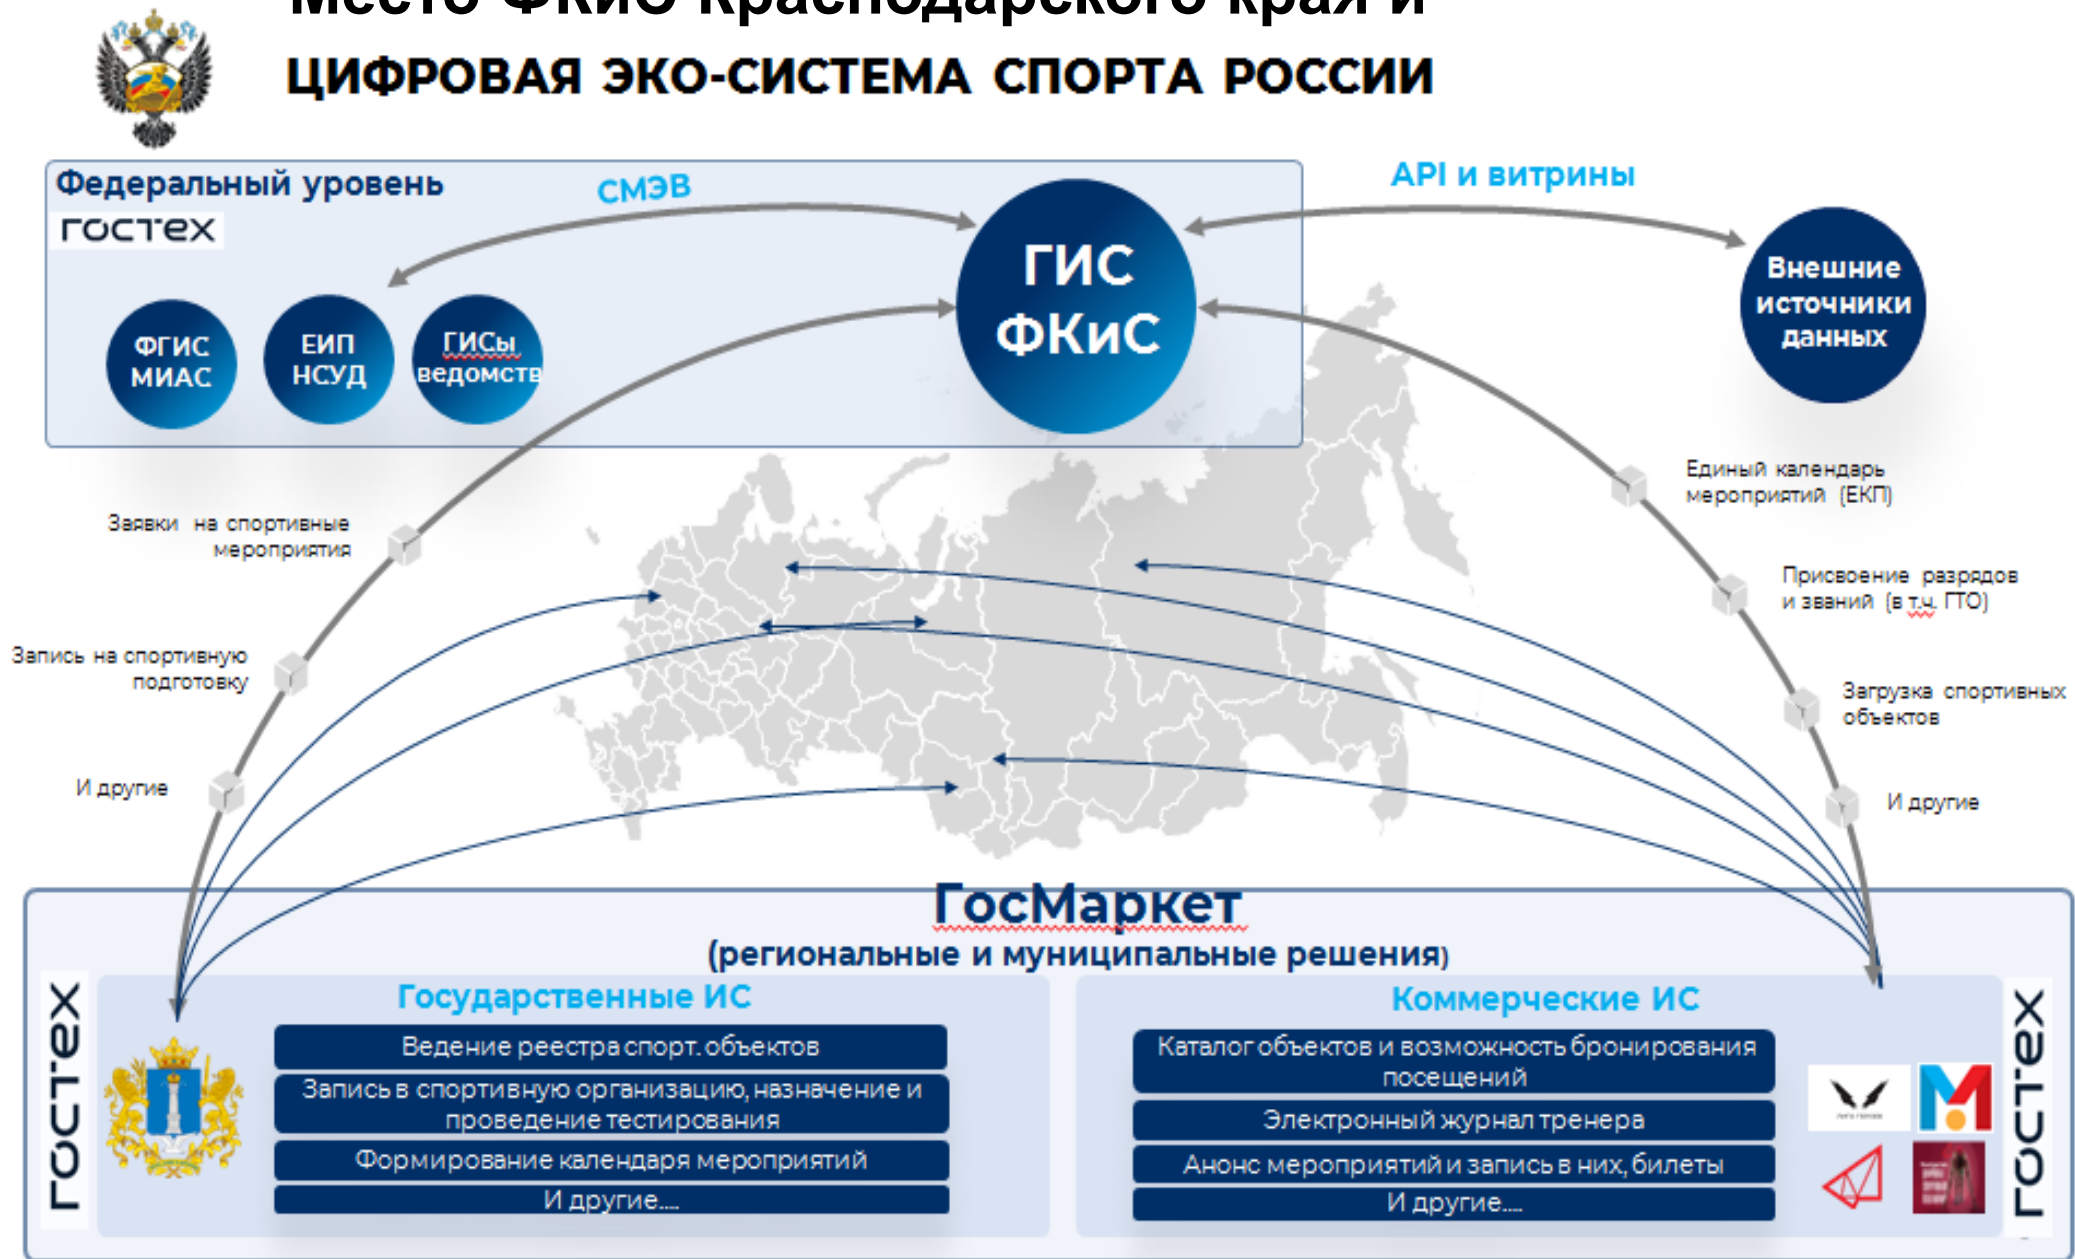 Место ФКиС Краснодарского края и
ЦИФРОВАЯ ЭКО-СИСТЕМА СПОРТА РОССИИ
Федеральный уровень
гостех
СМЭВ
API и витрины
ГИС
ФКиС
Внешние
источники
данных
ФГИС
МИАС
ЕИП
НСУД
ГИСы
ведомств
Заявки на спортивные
мероприятия
Запись на спортивную
подготовку
И другие
Единый календарь
мероприятий (ЕКП)
Присвоение разрядов
и званий (в т.ч. ГТО)
Загрузка спортивных
объектов
И другие
ГосМаркет
(региональные и муниципальные решения)
гостех
Государственные ИС
Ведение реестра спорт. объектов
Запись в спортивную организацию, назначение и
проведение тестирования
Формирование календаря мероприятий
И другие....
Коммерческие ИС
Каталог объектов и возможность бронирования
посещений
Электронный журнал тренера
Анонс мероприятий и запись в них, билеты
И другие....
гостех